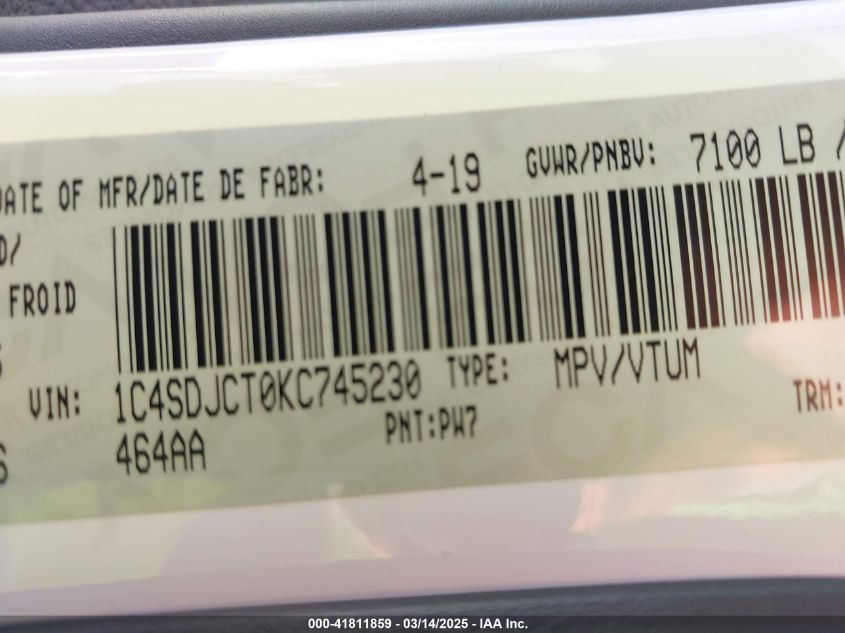 DATE OF MFR/DATE DE FABR: 4-19 GVWR/PNBV: 7100 LB /
D/
FROID
VIN: 1C4SDJCT0KC745230 TYPE: MPV/VTUM
464AA PNT:PW7 TRM:
000-41811859 - 03/14/2025 - IAA Inc.